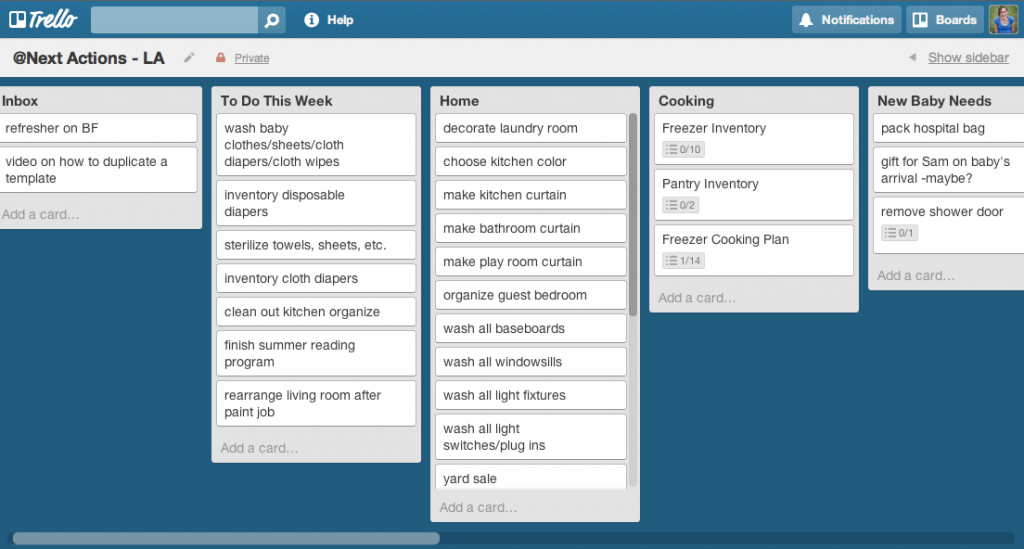 Trello
Help
Notifications
Boards
@Next Actions - LA
Private
Show sidebar
Inbox
refresher on BF
video on how to duplicate a
template
Add a card...
To Do This Week
wash baby
clothes/sheets/cloth
diapers/cloth wipes
inventory disposable
diapers
sterilize towels, sheets, etc.
inventory cloth diapers
clean out kitchen organize
finish summer reading
program
rearrange living room after
paint job
Add a card...
Home
decorate laundry room
choose kitchen color
make kitchen curtain
make bathroom curtain
make play room curtain
organize guest bedroom
wash all baseboards
wash all windowsills
wash all light fixtures
wash all light
switches/plug ins
yard sale
Add a card...
Cooking
Freezer Inventory
0/10
Pantry Inventory
0/2
Freezer Cooking Plan
1/14
Add a card...
New Baby Needs
pack hospital bag
gift for Sam on baby's
arrival -maybe?
remove shower door
0/1
Add a card...